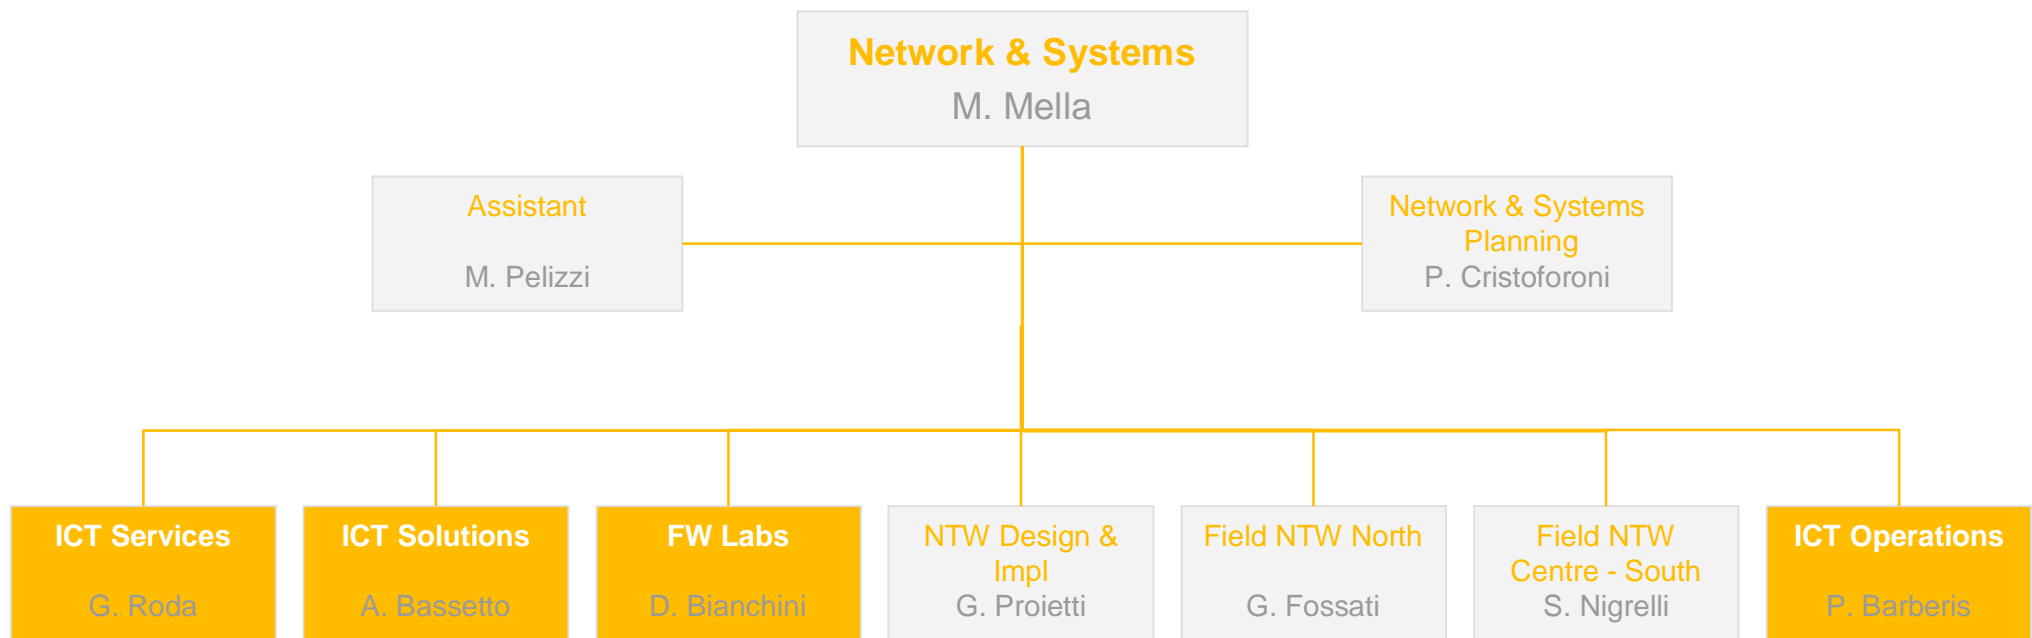 Network & Systems
M. Mella
Assistant
M. Pelizzi
Network & Systems
Planning
P. Cristoforoni
ICT Services
G. Roda
ICT Solutions
A. Bassetto
FW Labs
D. Bianchini
NTW Design &
Impl
G. Proietti
Field NTW North
G. Fossati
Field NTW
Centre - South
S. Nigrelli
ICT Operations
P. Barberis